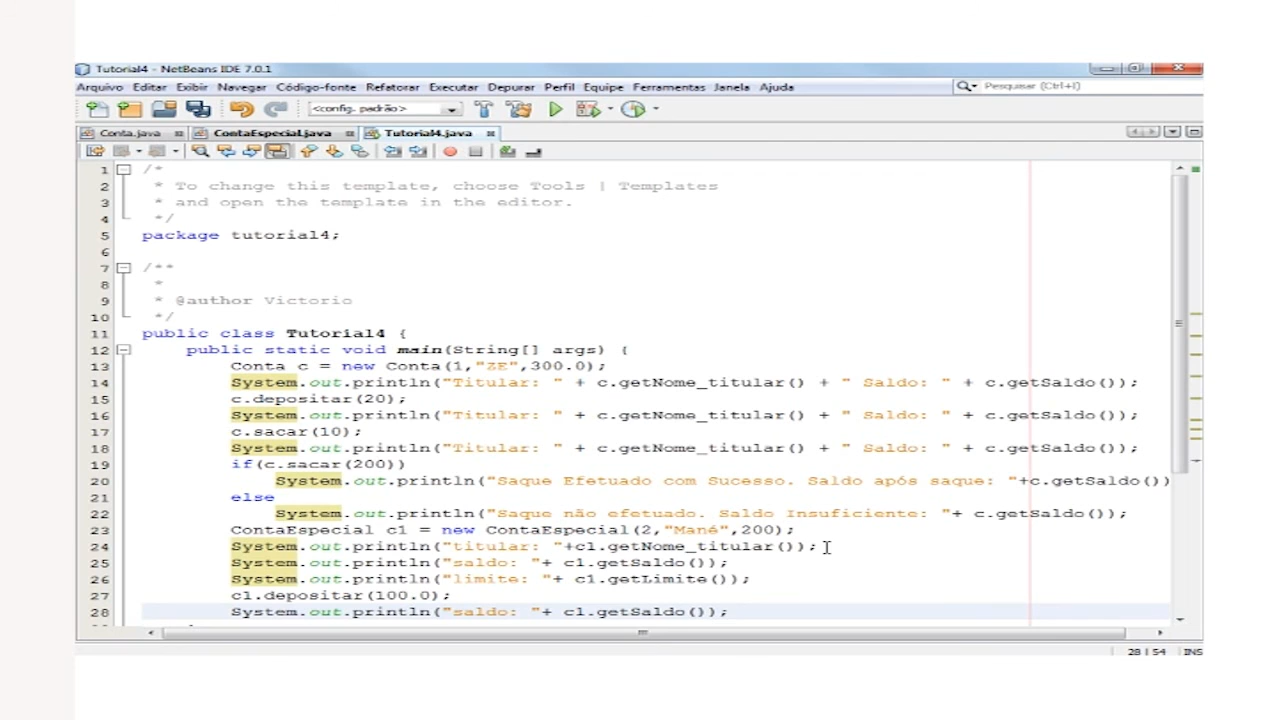 Tutorial4 - NetBeans IDE 7.0.1
Arquivo Editar Exibir Navegar Código-fonte Refatorar Executar Depurar Perfil Equipe Ferramentas Janela Ajuda
Pesquisar (Ctrl+I)
<config. padrão>
Conta.java ContaEspecial.java Tutorial4.java
1 /*
2 * To change this template, choose Tools | Templates
3 * and open the template in the editor.
4 */
5 package tutorial4;
6
7 /**
8 *
9 * @author Victorio
10 */
11 public class Tutorial4 {
12 public static void main(String[] args) {
13 Conta c = new Conta(1,"ZE",300.0);
14 System.out.println("Titular: " + c.getNome_titular() + " Saldo: " + c.getSaldo());
15 c.depositar(20);
16 System.out.println("Titular: " + c.getNome_titular() + " Saldo: " + c.getSaldo());
17 c.sacar(10);
18 System.out.println("Titular: " + c.getNome_titular() + " Saldo: " + c.getSaldo());
19 if(c.sacar(200))
20 System.out.println("Saque Efetuado com Sucesso. Saldo após saque: "+c.getSaldo())
21 else
22 System.out.println("Saque não efetuado. Saldo Insuficiente: "+ c.getSaldo());
23 ContaEspecial c1 = new ContaEspecial(2,"Mané",200);
24 System.out.println("titular: "+c1.getNome_titular());
25 System.out.println("saldo: "+ c1.getSaldo());
26 System.out.println("limite: "+ c1.getLimite());
27 c1.depositar(100.0);
28 System.out.println("saldo: "+ c1.getSaldo());
28 | 54 INS